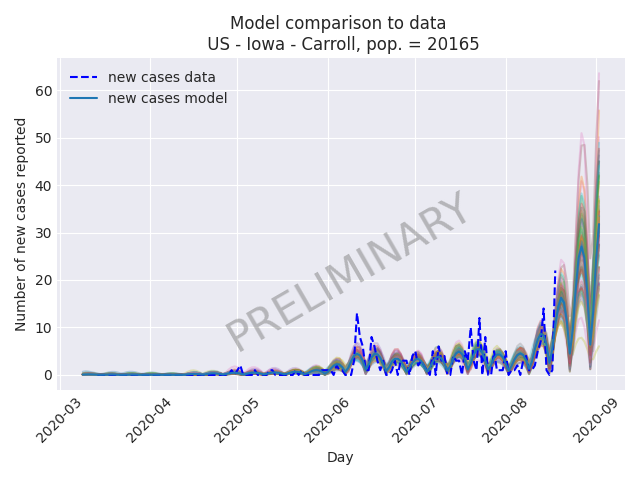 Model comparison to data
US - Iowa - Carroll, pop. = 20165
new cases data
new cases model
PRELIMINARY
Number of new cases reported
60
50
40
30
20
10
0
2020-03
2020-04
2020-05
2020-06
2020-07
2020-08
2020-09
Day